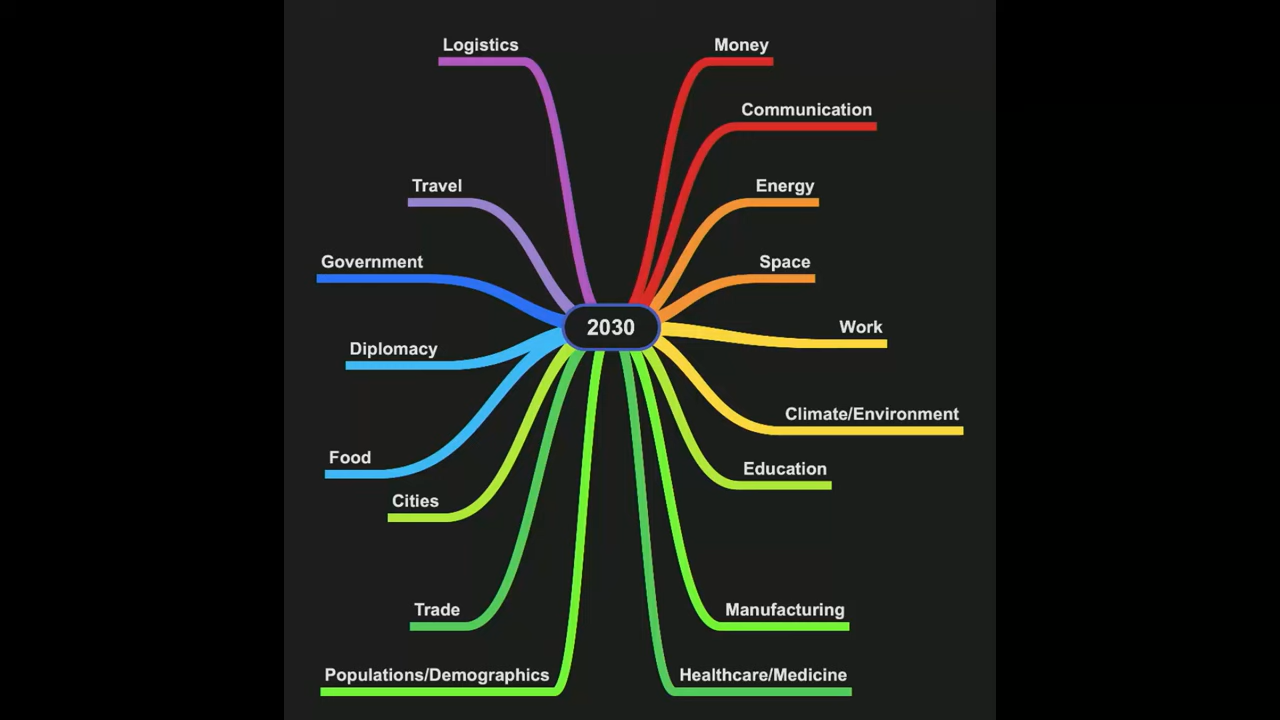 Logistics
Money
Communication
Travel
Energy
Government
Space
2030
Work
Diplomacy
Climate/Environment
Food
Education
Cities
Trade
Manufacturing
Populations/Demographics
Healthcare/Medicine